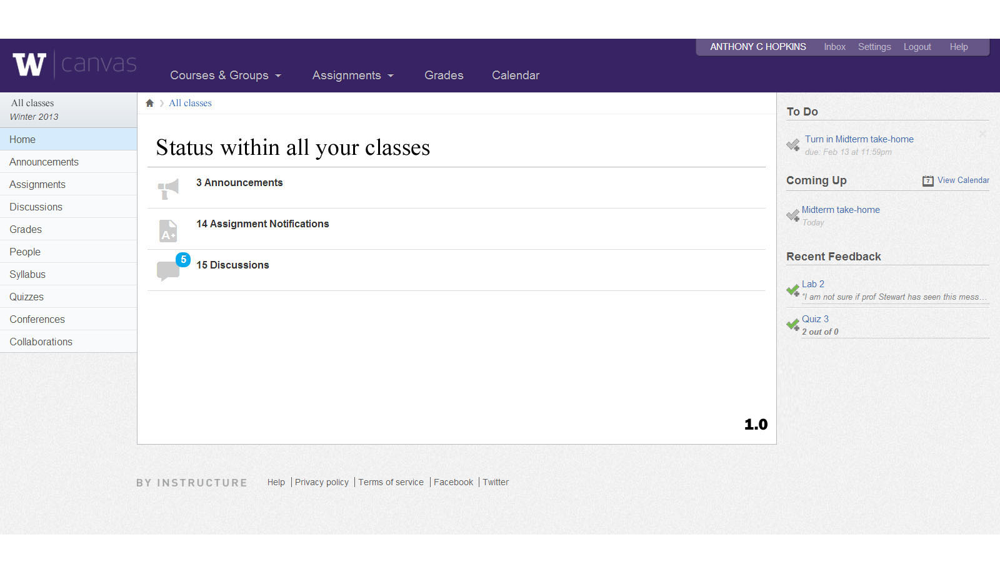 ANTHONY C HOPKINS Inbox Settings Logout Help
W canvas
Courses & Groups Assignments Grades Calendar
All classes
Winter 2013
Home
Announcements
Assignments
Discussions
Grades
People
Syllabus
Quizzes
Conferences
Collaborations
All classes
Status within all your classes
3 Announcements
A+
14 Assignment Notifications
5
15 Discussions
1.0
To Do
Turn in Midterm take-home
due: Feb 13 at 11:59pm
Coming Up
7 View Calendar
Midterm take-home
Today
Recent Feedback
Lab 2
"I am not sure if prof Stewart has seen this mess…
Quiz 3
2 out of 0
BY INSTRUCTURE Help Privacy policy Terms of service Facebook Twitter